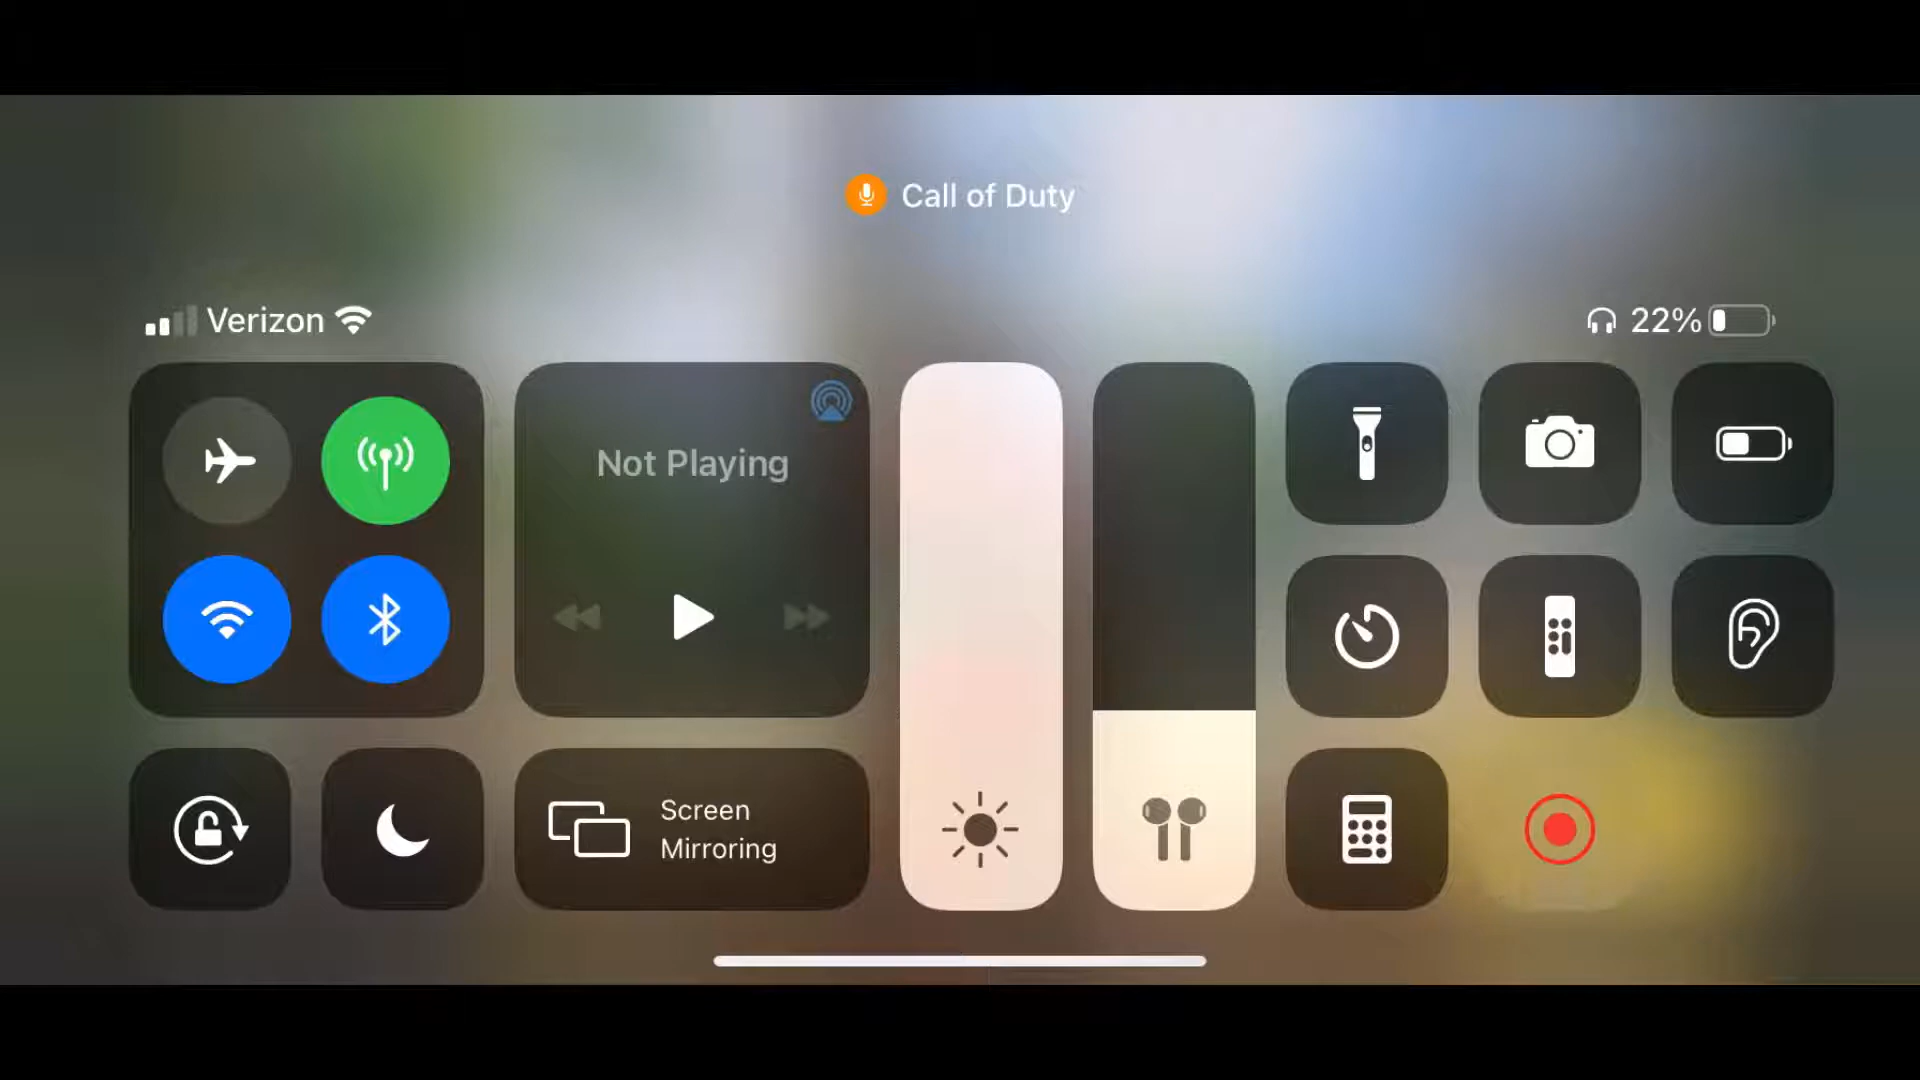 Call of Duty
Verizon
22%
Not Playing
Screen
Mirroring